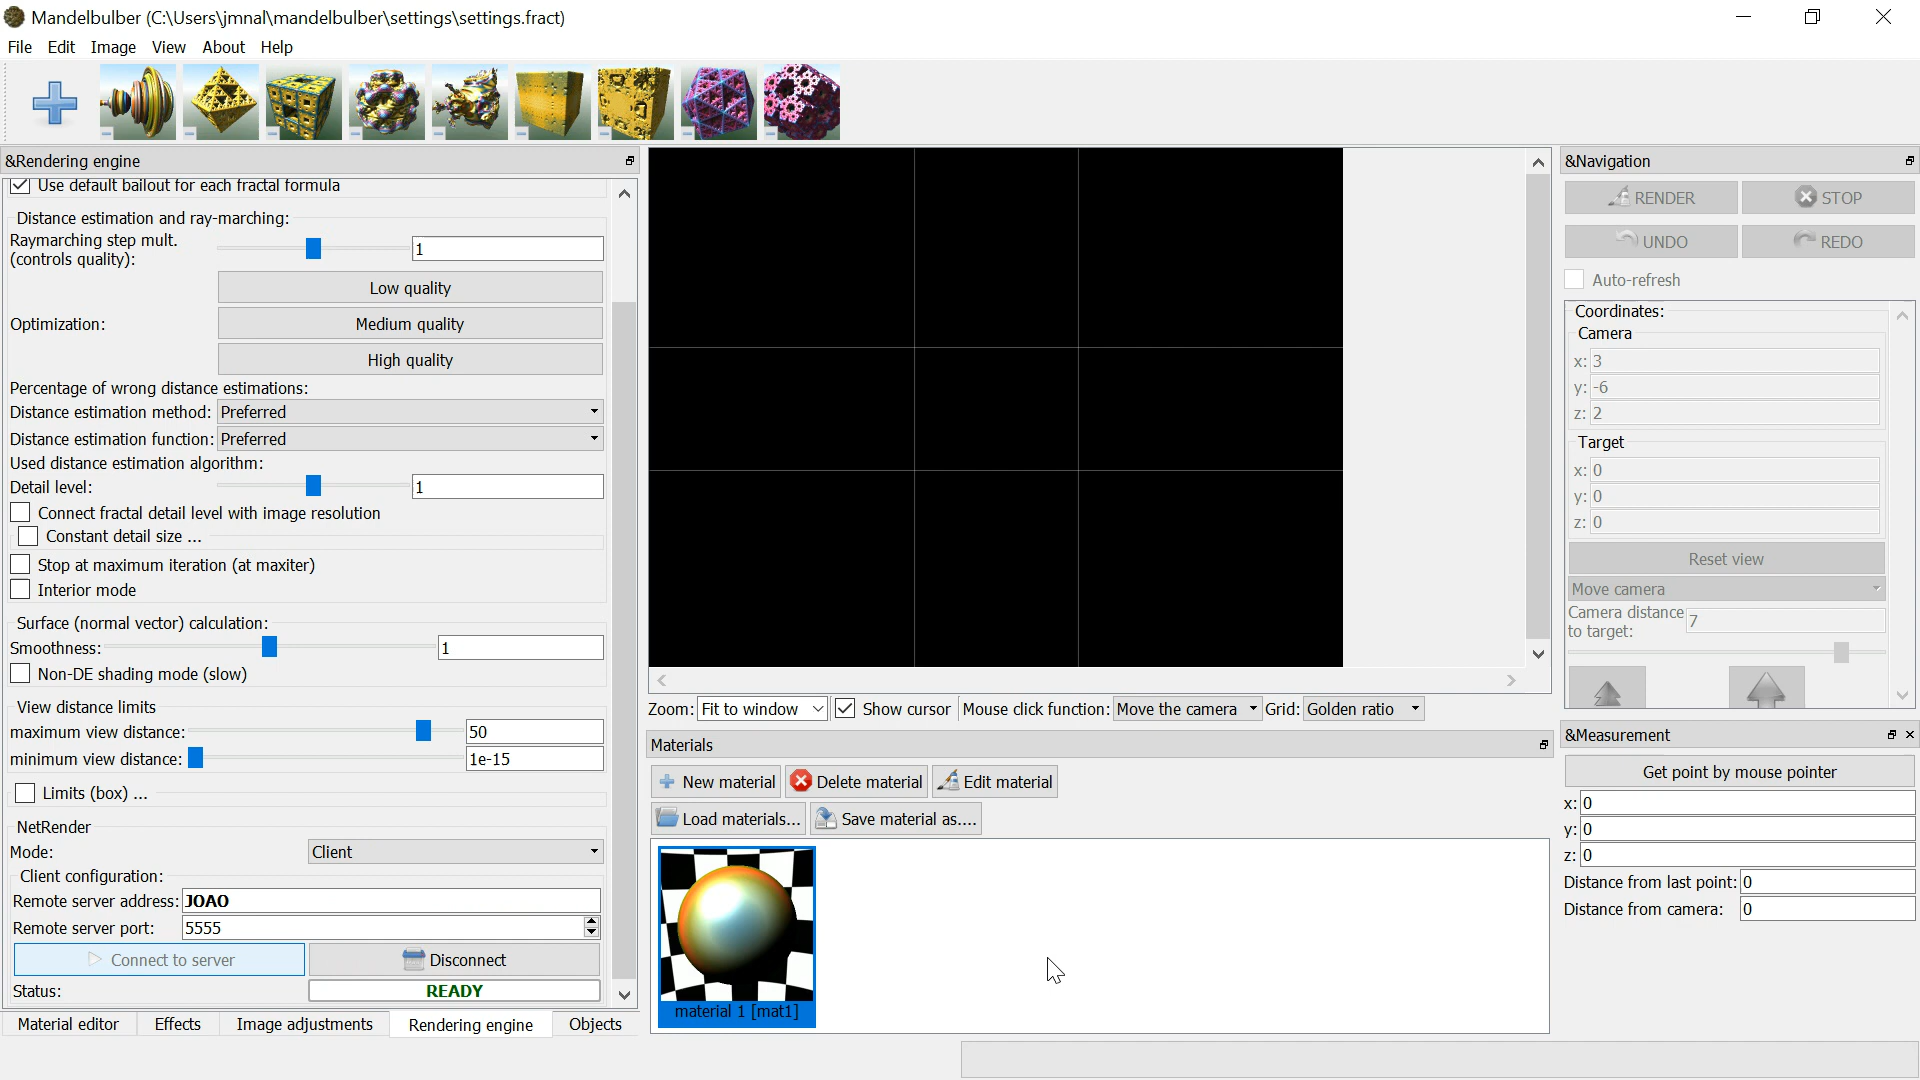 Mandelbulber (C:\Users\jmnal\mandelbulber\settings\settings.fract)
File Edit Image View About Help
&Rendering engine
Use default bailout for each fractal formula
Distance estimation and ray-marching:
Raymarching step mult.
(controls quality):
1
Low quality
Optimization:
Medium quality
High quality
Percentage of wrong distance estimations:
Distance estimation method: Preferred
Distance estimation function: Preferred
Used distance estimation algorithm:
Detail level:
1
Connect fractal detail level with image resolution
Constant detail size ...
Stop at maximum iteration (at maxiter)
Interior mode
Surface (normal vector) calculation:
Smoothness:
1
Non-DE shading mode (slow)
View distance limits
maximum view distance:
50
minimum view distance:
1e-15
Limits (box) ...
NetRender
Mode:
Client
Client configuration:
Remote server address: JOAO
Remote server port: 5555
Connect to server
Disconnect
Status:
READY
Material editor
Effects
Image adjustments
Rendering engine
Objects
Zoom: Fit to window
Show cursor
Mouse click function: Move the camera
Grid: Golden ratio
Materials
New material
Delete material
Edit material
Load materials...
Save material as....
material 1 [mat1]
&Navigation
RENDER
STOP
UNDO
REDO
Auto-refresh
Coordinates:
Camera
x: 3
y: -6
z: 2
Target
x: 0
y: 0
z: 0
Reset view
Move camera
Camera distance
to target:
7
&Measurement
Get point by mouse pointer
x: 0
y: 0
z: 0
Distance from last point: 0
Distance from camera: 0